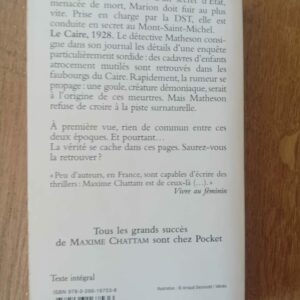 menacée de mort, Marion doit fuir au plus
vite. Prise en charge par la DST, elle est
conduite en secret au Mont-Saint-Michel.
Le Caire, 1928. Le détective Matheson consigne
dans son journal les détails d'une enquête
particulièrement sordide : des cadavres d'enfants
atrocement mutilés sont retrouvés dans les
faubourgs du Caire. Rapidement, la rumeur se
propage : une goule, créature démoniaque, serait
à l'origine de ces meurtres. Mais Matheson
refuse de croire à la piste surnaturelle.
À première vue, rien de commun entre ces
deux époques. Et pourtant…
La vérité se cache dans ces pages. Saurez-vous
la retrouver ?
« Peu d'auteurs, en France, sont capables d'écrire des
thrillers : Maxime Chattam est de ceux-là (…). »
Vivre au féminin
Tous les grands succès
de MAXIME CHATTAM sont chez Pocket
Texte intégral